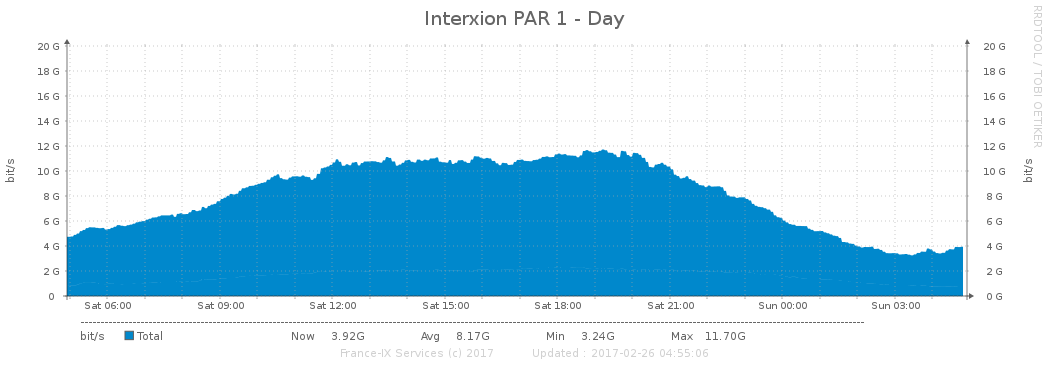 Interxion PAR 1 - Day
RRDTOOL / TOBI OETIKER
bit/s
20 G 20 G
18 G 18 G
16 G 16 G
14 G 14 G
12 G 12 G
10 G 10 G
8 G 8 G
6 G 6 G
4 G 4 G
2 G 2 G
0 0 G
bit/s
Sat 06:00 Sat 09:00 Sat 12:00 Sat 15:00 Sat 18:00 Sat 21:00 Sun 00:00 Sun 03:00
bit/s Total Now 3.92G Avg 8.17G Min 3.24G Max 11.70G
France-IX Services (c) 2017 Updated : 2017-02-26 04:55:06